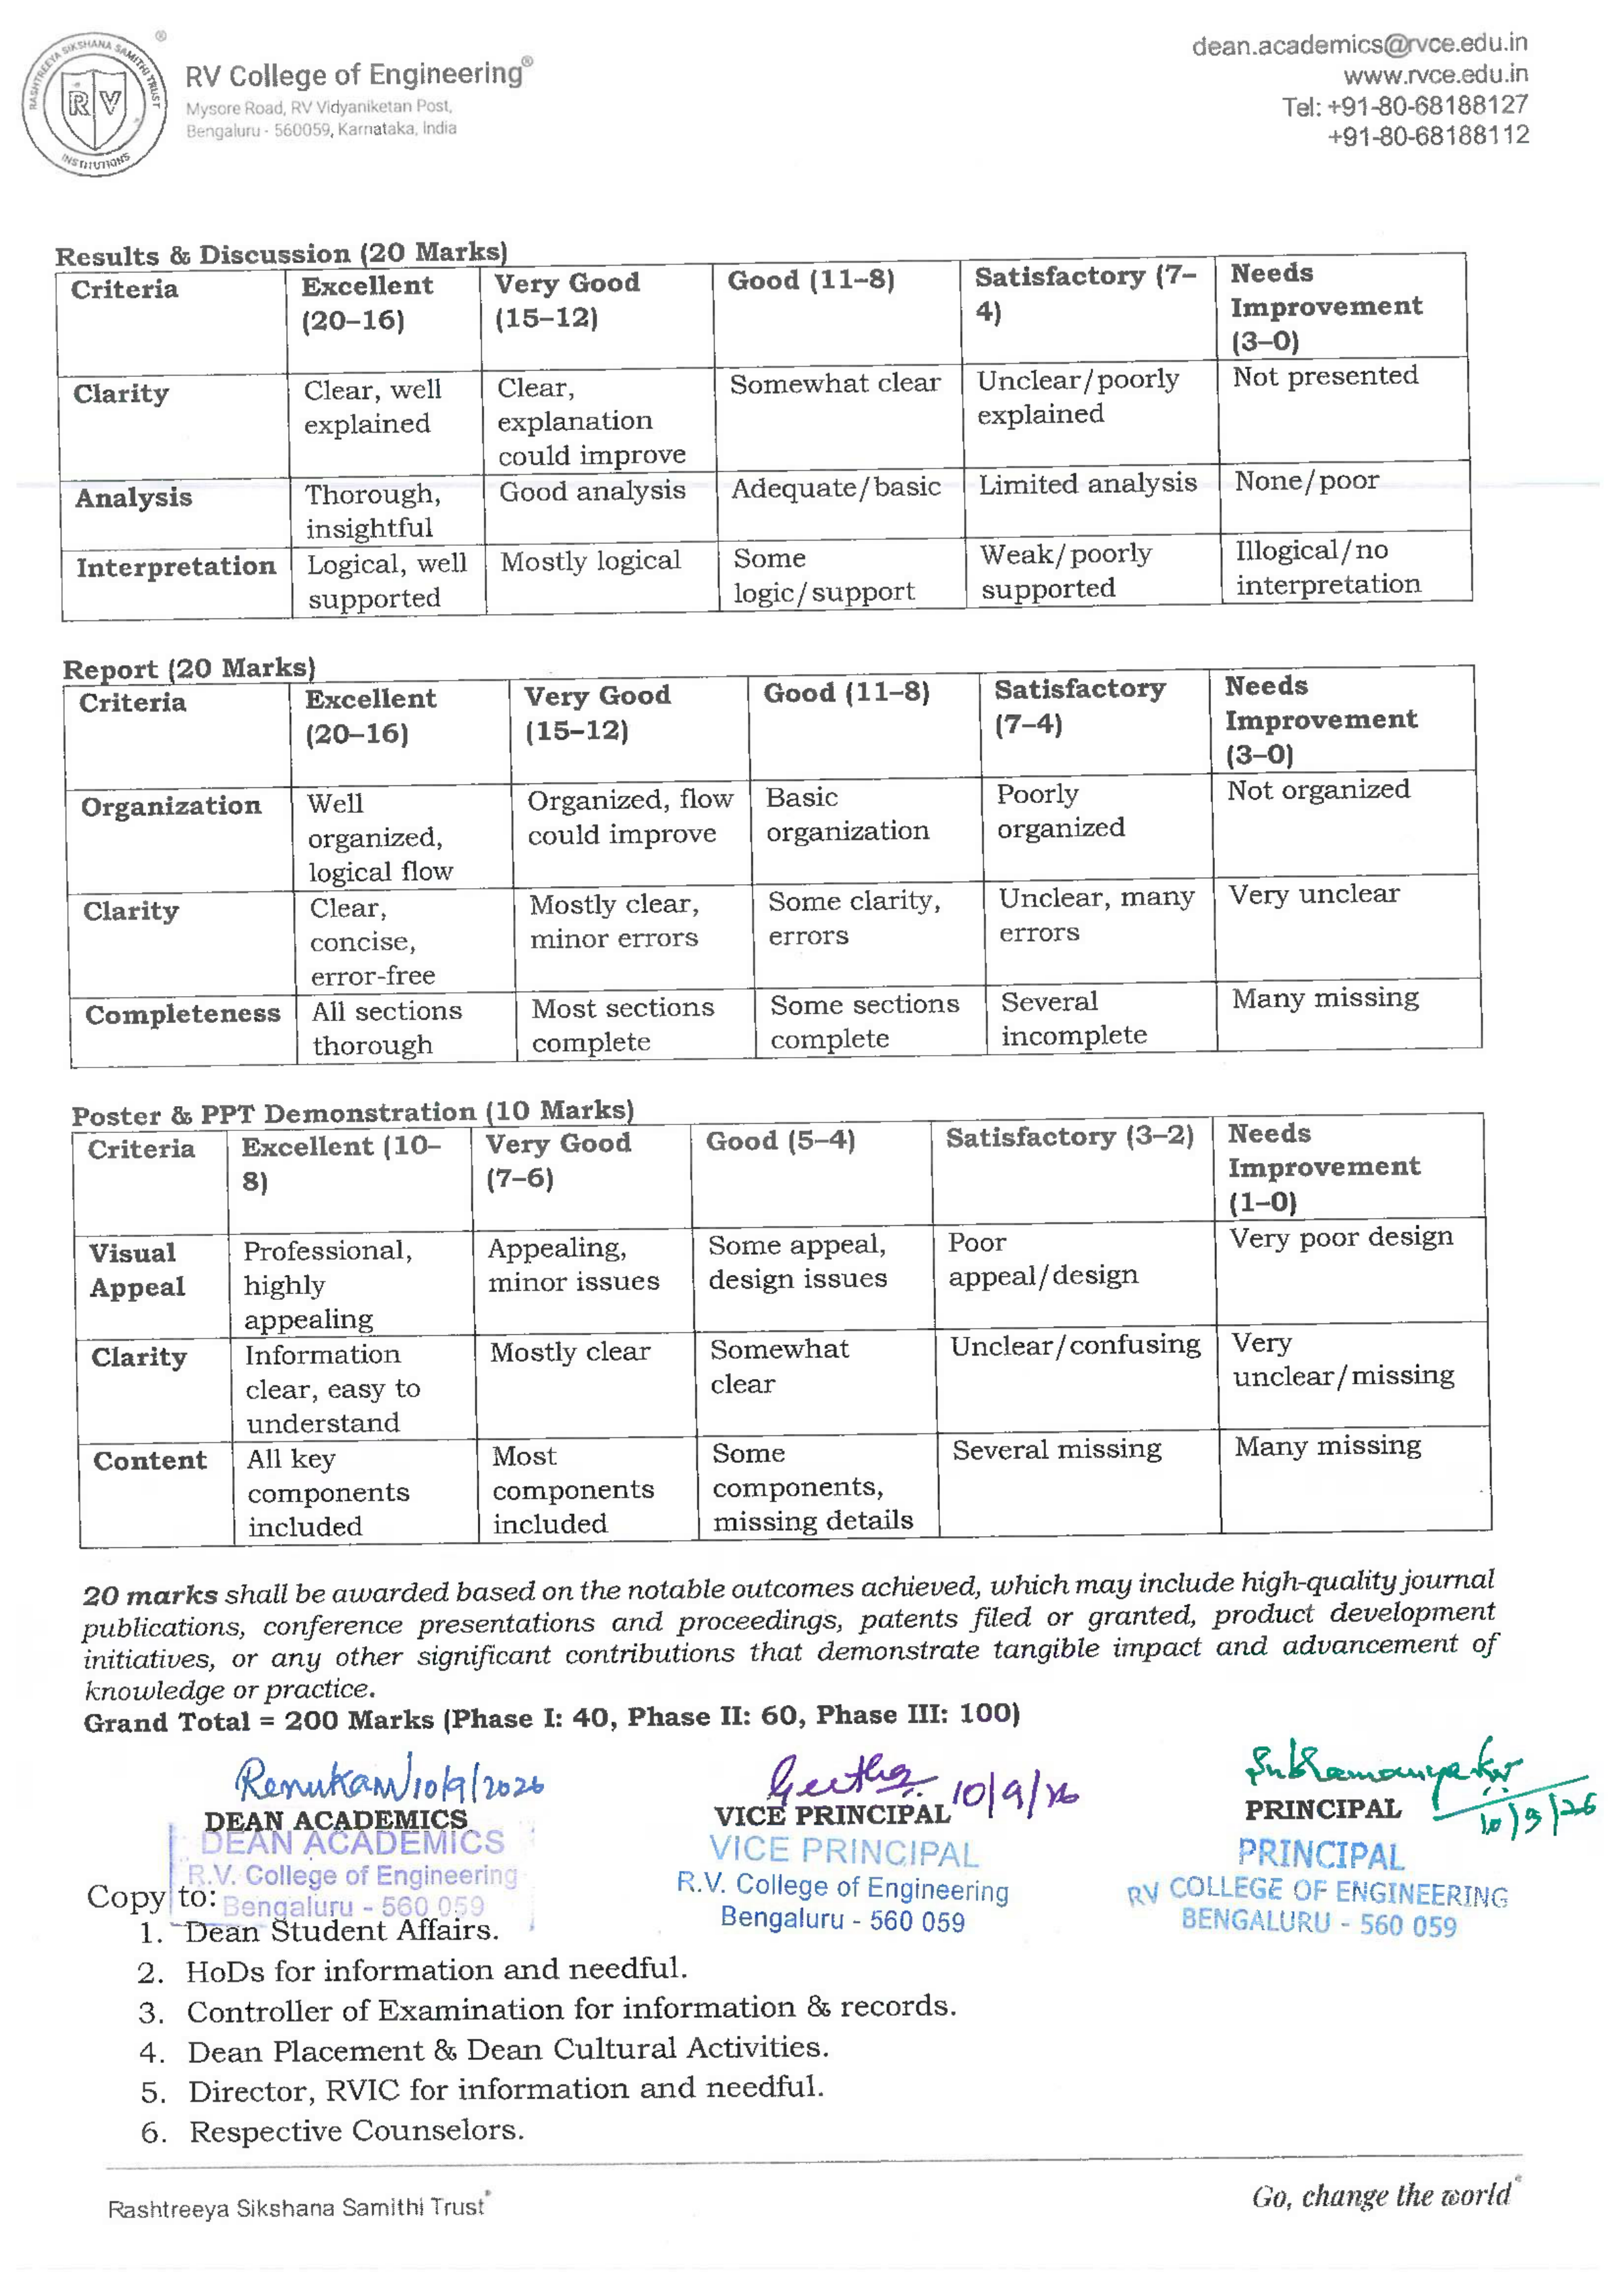 RASHTREEYA SIKSHANA SAMITHI TRUST
RV
INSTITUTIONS
®
RV College of Engineering®
Mysore Road, RV Vidyaniketan Post,
Bengaluru - 560059, Karnataka, India
dean.academics@rvce.edu.in
www.rvce.edu.in
Tel: +91-80-68188127
+91-80-68188112
Results & Discussion (20 Marks)
Criteria
Excellent
(20–16)
Very Good
(15–12)
Good (11–8)
Satisfactory (7–
4)
Needs
Improvement
(3–0)
Clarity
Clear, well
explained
Clear,
explanation
could improve
Somewhat clear
Unclear/poorly
explained
Not presented
Analysis
Thorough,
insightful
Good analysis
Adequate/basic
Limited analysis
None/poor
Interpretation
Logical, well
supported
Mostly logical
Some
logic/support
Weak/poorly
supported
Illogical/no
interpretation
Report (20 Marks)
Criteria
Excellent
(20–16)
Very Good
(15–12)
Good (11–8)
Satisfactory
(7–4)
Needs
Improvement
(3–0)
Organization
Well
organized,
logical flow
Organized, flow
could improve
Basic
organization
Poorly
organized
Not organized
Clarity
Clear,
concise,
error-free
Mostly clear,
minor errors
Some clarity,
errors
Unclear, many
errors
Very unclear
Completeness
All sections
thorough
Most sections
complete
Some sections
complete
Several
incomplete
Many missing
Poster & PPT Demonstration (10 Marks)
Criteria
Excellent (10–
8)
Very Good
(7–6)
Good (5–4)
Satisfactory (3–2)
Needs
Improvement
(1–0)
Visual
Appeal
Professional,
highly
appealing
Appealing,
minor issues
Some appeal,
design issues
Poor
appeal/design
Very poor design
Clarity
Information
clear, easy to
understand
Mostly clear
Somewhat
clear
Unclear/confusing
Very
unclear/missing
Content
All key
components
included
Most
components
included
Some
components,
missing details
Several missing
Many missing
20 marks shall be awarded based on the notable outcomes achieved, which may include high-quality journal
publications, conference presentations and proceedings, patents filed or granted, product development
initiatives, or any other significant contributions that demonstrate tangible impact and advancement of
knowledge or practice.
Grand Total = 200 Marks (Phase I: 40, Phase II: 60, Phase III: 100)
10/9/2026
DEAN ACADEMICS
DEAN ACADEMICS
R.V. College of Engineering
Bengaluru - 560 059
Geetha 10/9/26
VICE PRINCIPAL
VICE PRINCIPAL
R.V. College of Engineering
Bengaluru - 560 059
10/9/26
PRINCIPAL
PRINCIPAL
RV COLLEGE OF ENGINEERING
BENGALURU - 560 059
Copy to:
1. Dean Student Affairs.
2. HoDs for information and needful.
3. Controller of Examination for information & records.
4. Dean Placement & Dean Cultural Activities.
5. Director, RVIC for information and needful.
6. Respective Counselors.
Rashtreeya Sikshana Samithi Trust®
Go, change the world®